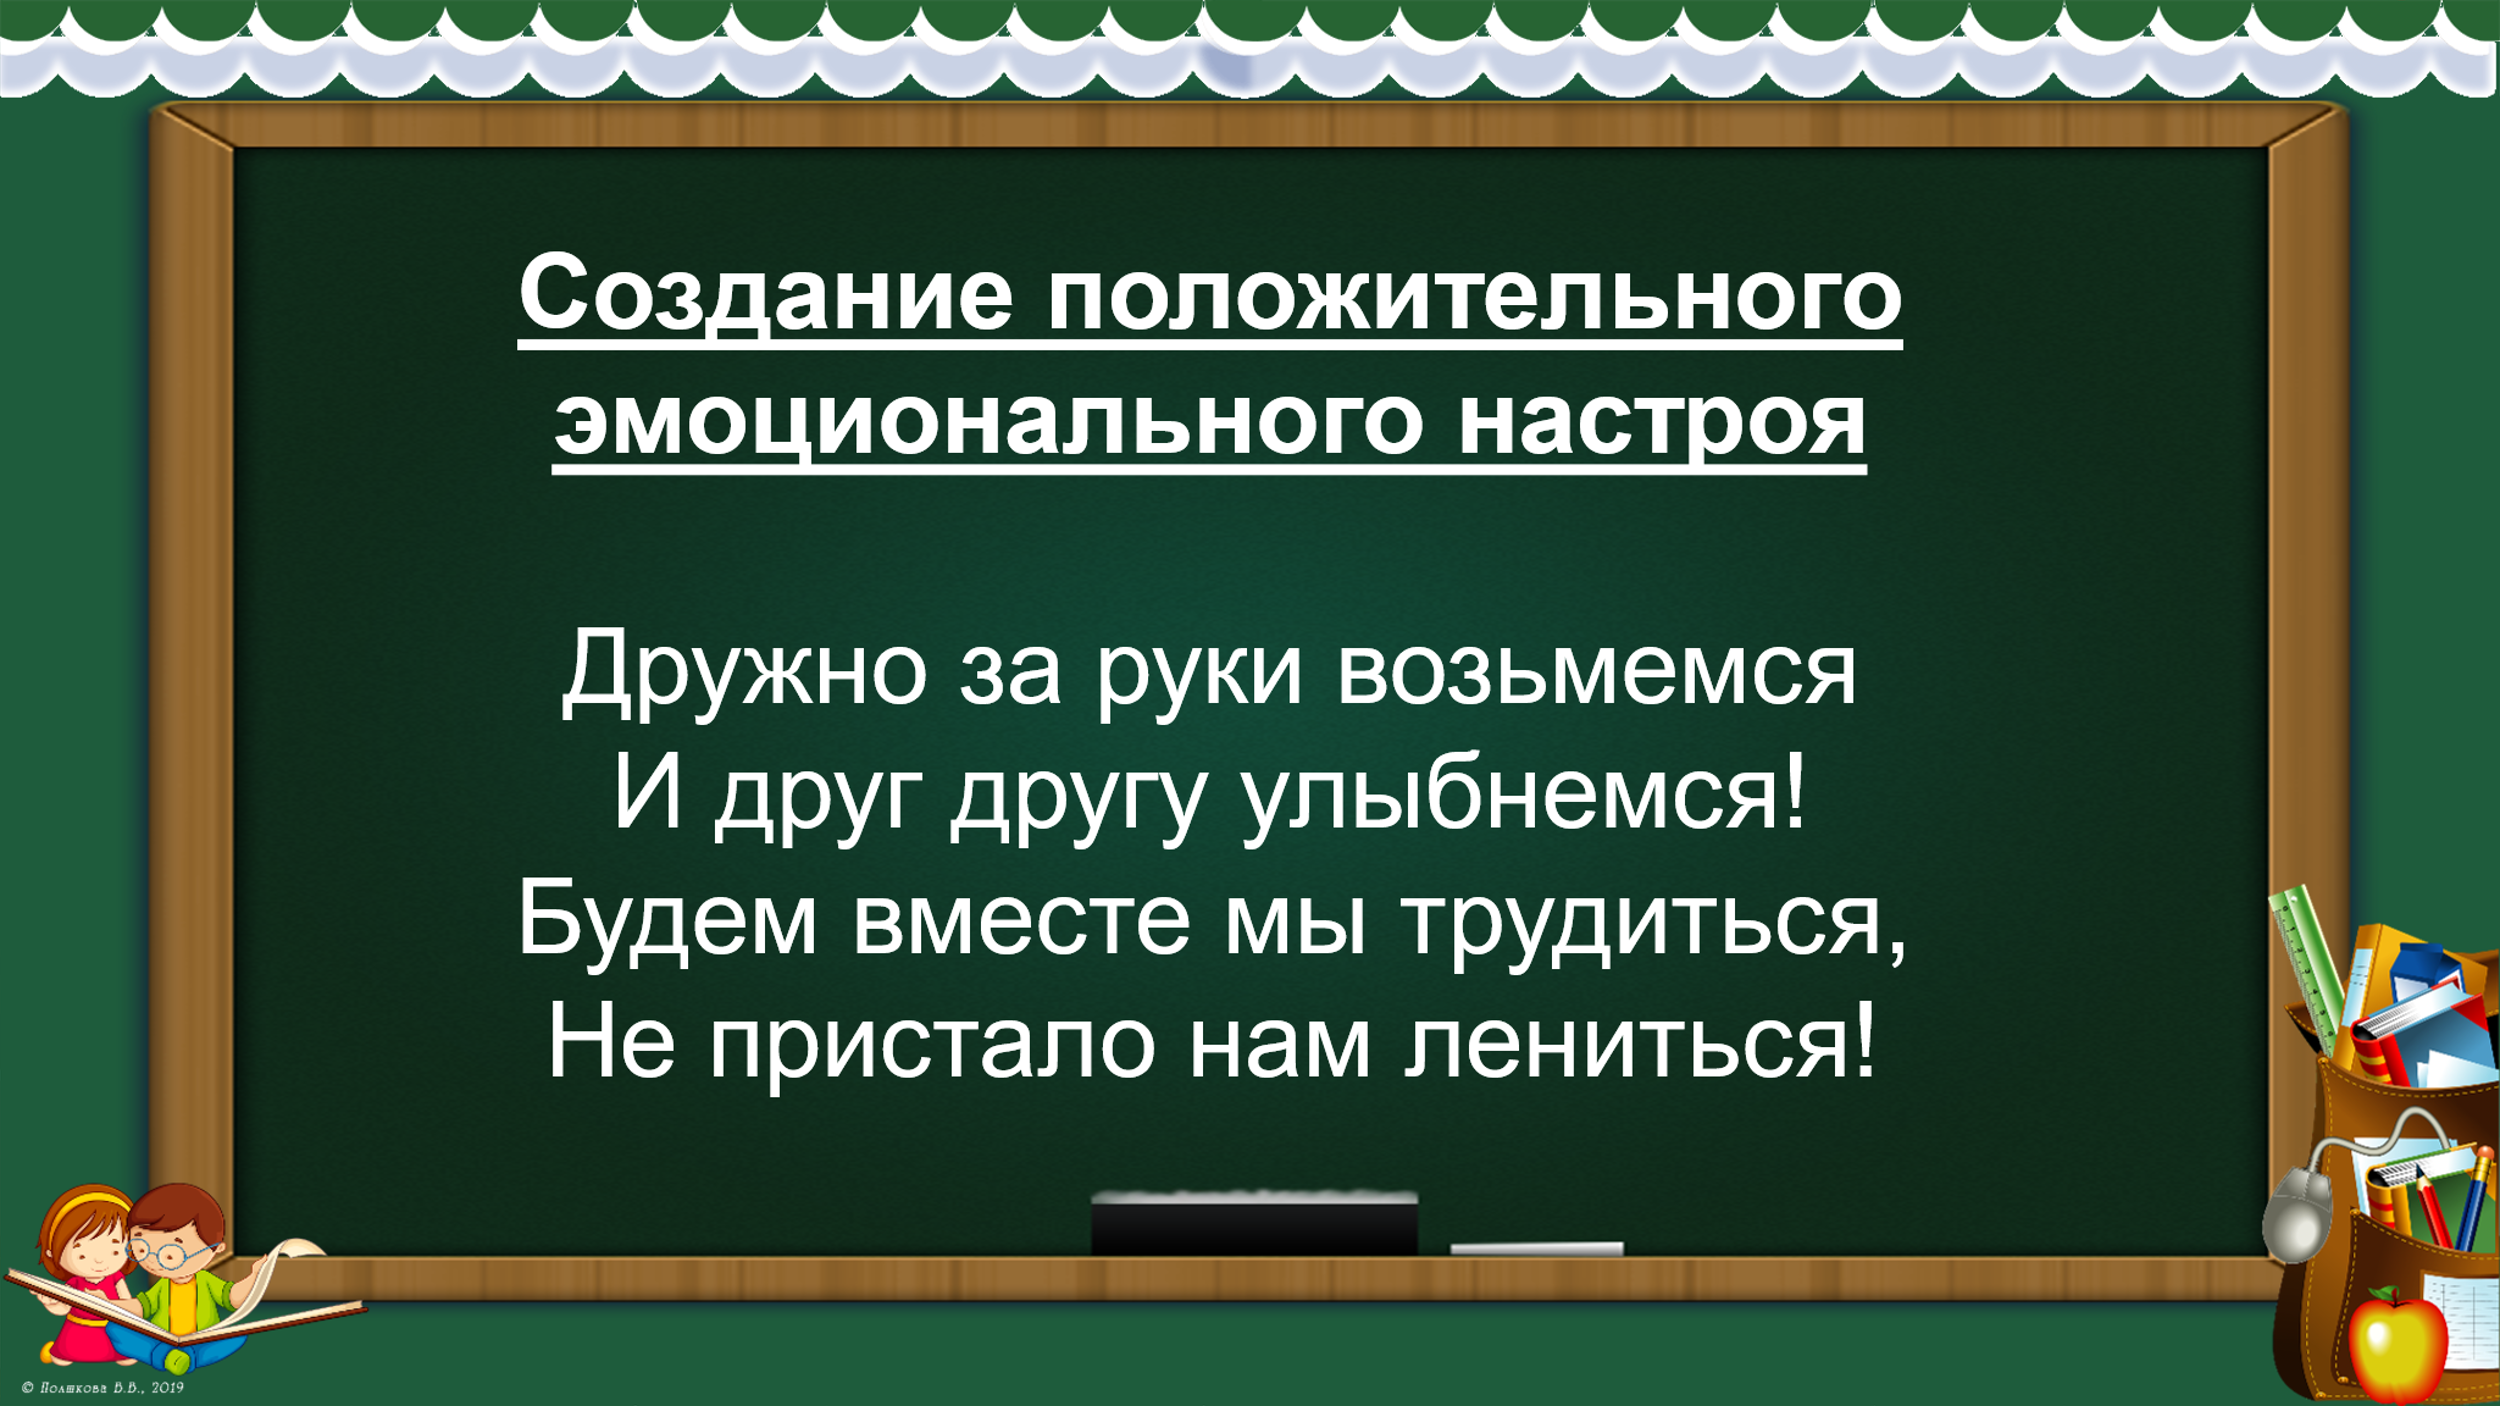 Создание положительного
эмоционального настроя
Дружно за руки возьмемся
И друг другу улыбнемся!
Будем вместе мы трудиться,
Не пристало нам лениться!
© Полякова В.В., 2019